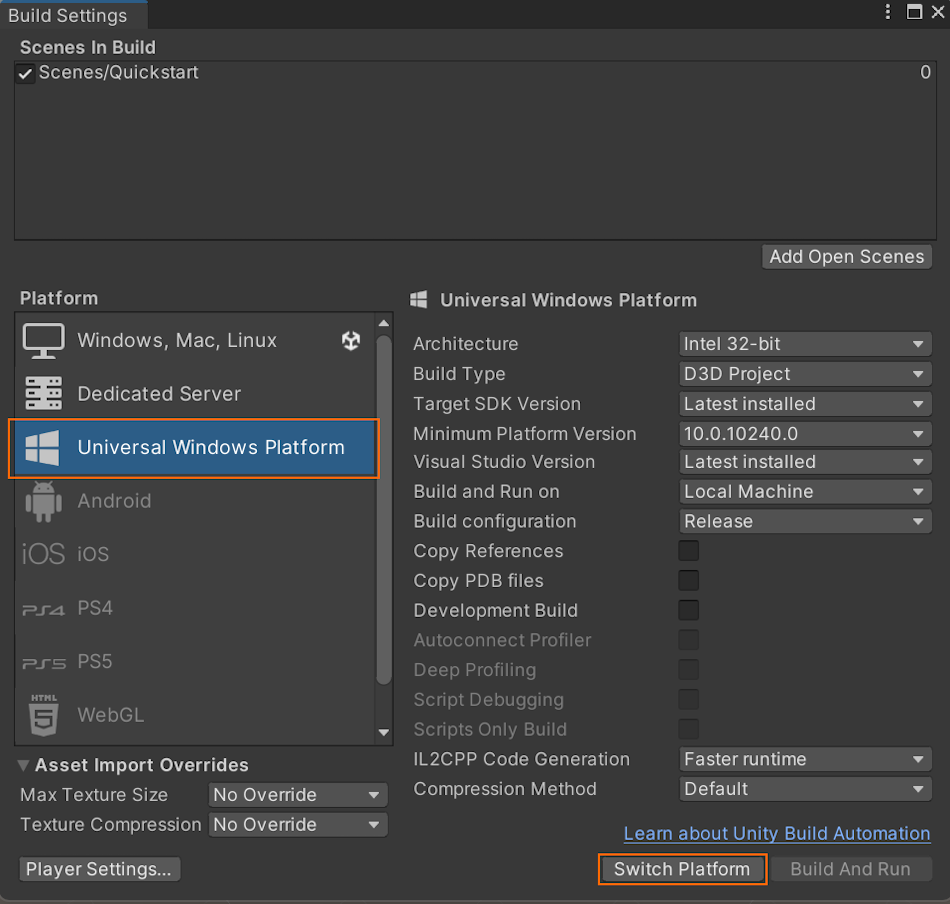 Build Settings
Scenes In Build
Scenes/Quickstart 0
Add Open Scenes
Platform
Windows, Mac, Linux
Dedicated Server
Universal Windows Platform
Android
iOS iOS
PS4 PS4
PS5 PS5
HTML 5 WebGL
Universal Windows Platform
Architecture Intel 32-bit
Build Type D3D Project
Target SDK Version Latest installed
Minimum Platform Version 10.0.10240.0
Visual Studio Version Latest installed
Build and Run on Local Machine
Build configuration Release
Copy References
Copy PDB files
Development Build
Autoconnect Profiler
Deep Profiling
Script Debugging
Scripts Only Build
IL2CPP Code Generation Faster runtime
Compression Method Default
Asset Import Overrides
Max Texture Size No Override
Texture Compression No Override
Learn about Unity Build Automation
Player Settings...
Switch Platform
Build And Run